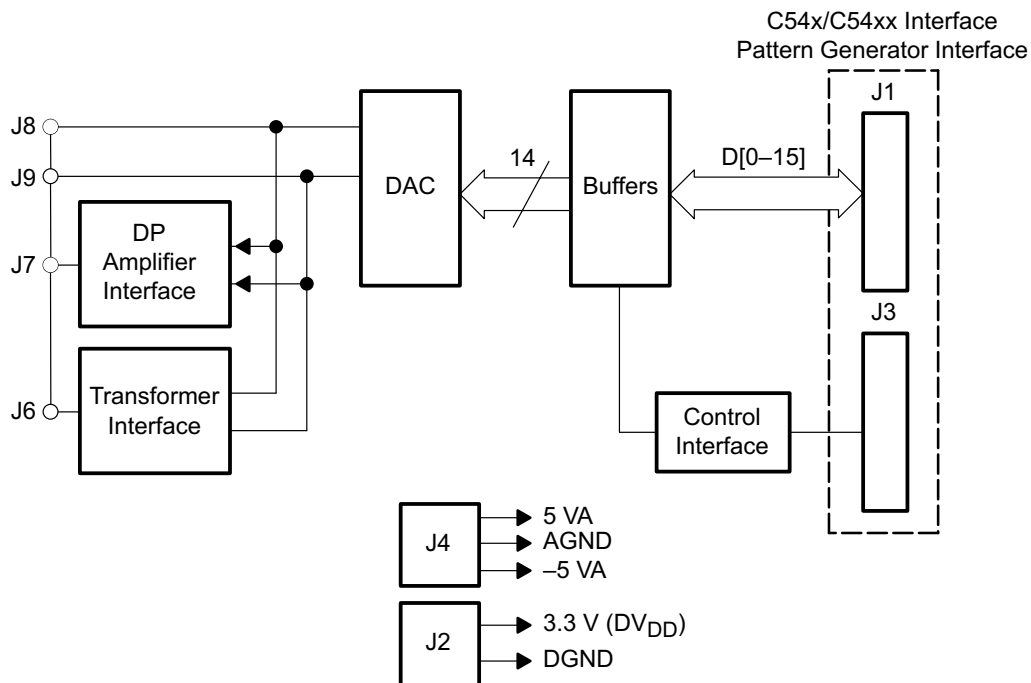 C54x/C54xx Interface
Pattern Generator Interface
J1
J8
J9
DAC
14
Buffers
D[0–15]
DP
Amplifier
Interface
J7
J3
Transformer
Interface
J6
Control
Interface
J4
5 VA
AGND
–5 VA
J2
3.3 V (DVDD)
DGND